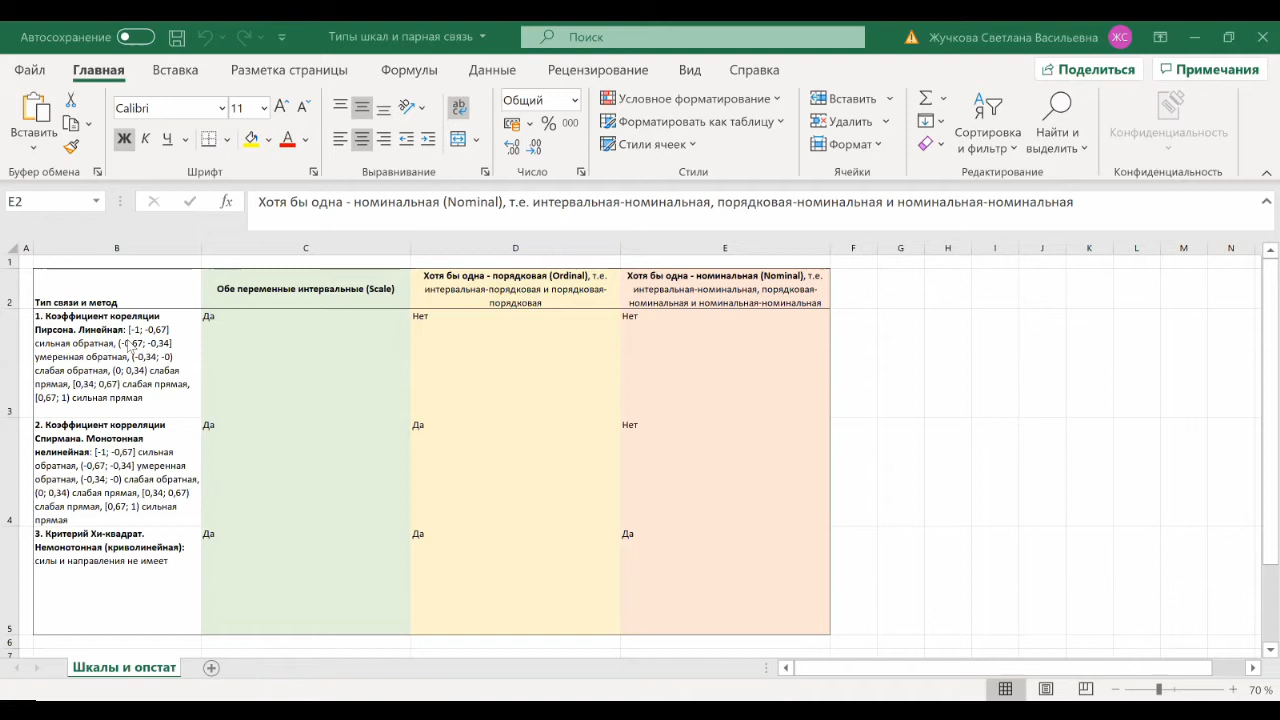 Автосохранение
Типы шкал и парная связь
Поиск
Жучкова Светлана Васильевна
ЖС
Файл
Главная
Вставка
Разметка страницы
Формулы
Данные
Рецензирование
Вид
Справка
Поделиться
Примечания
Вставить
Calibri
11
Ж К Ч
Общий
% 000
Условное форматирование
Форматировать как таблицу
Стили ячеек
Вставить
Удалить
Формат
Сортировка
и фильтр
Найти и
выделить
Конфиденциальность
Буфер обмена
Шрифт
Выравнивание
Число
Стили
Ячейки
Редактирование
Конфиденциальность
E2
fx
Хотя бы одна - номинальная (Nominal), т.е. интервальная-номинальная, порядковая-номинальная и номинальная-номинальная
A B C D E F G H I J K L M N
1
2
Тип связи и метод
Обе переменные интервальные (Scale)
Хотя бы одна - порядковая (Ordinal), т.е.
интервальная-порядковая и порядковая-
порядковая
Хотя бы одна - номинальная (Nominal), т.е.
интервальная-номинальная, порядковая-
номинальная и номинальная-номинальная
3
1. Коэффициент кореляции
Пирсона. Линейная: [-1; -0,67]
сильная обратная, (-0,67; -0,34]
умеренная обратная, (-0,34; -0)
слабая обратная, (0; 0,34) слабая
прямая, [0,34; 0,67) слабая прямая,
[0,67; 1) сильная прямая
Да
Нет
Нет
4
2. Коэффициент корреляции
Спирмана. Монотонная
нелинейная: [-1; -0,67] сильная
обратная, (-0,67; -0,34] умеренная
обратная, (-0,34; -0) слабая обратная,
(0; 0,34) слабая прямая, [0,34; 0,67)
слабая прямая, [0,67; 1) сильная
прямая
Да
Да
Нет
5
3. Критерий Хи-квадрат.
Немонотонная (криволинейная):
силы и направления не имеет
Да
Да
Да
6
7
Шкалы и опстат
70 %